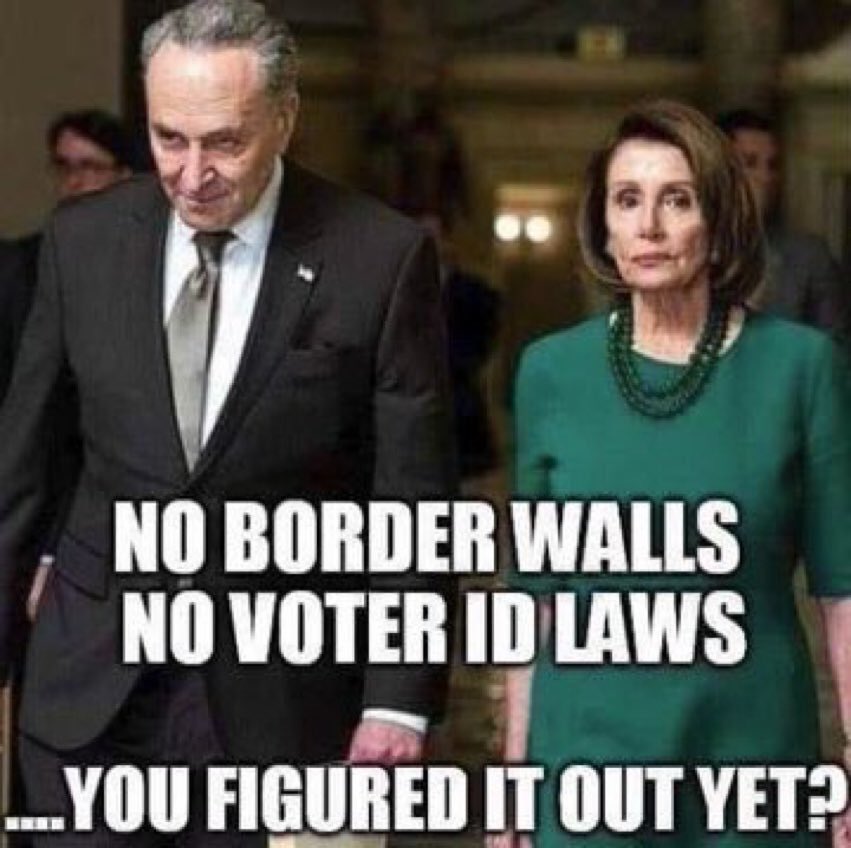 NO BORDER WALLS
NO VOTER ID LAWS
....YOU FIGURED IT OUT YET?